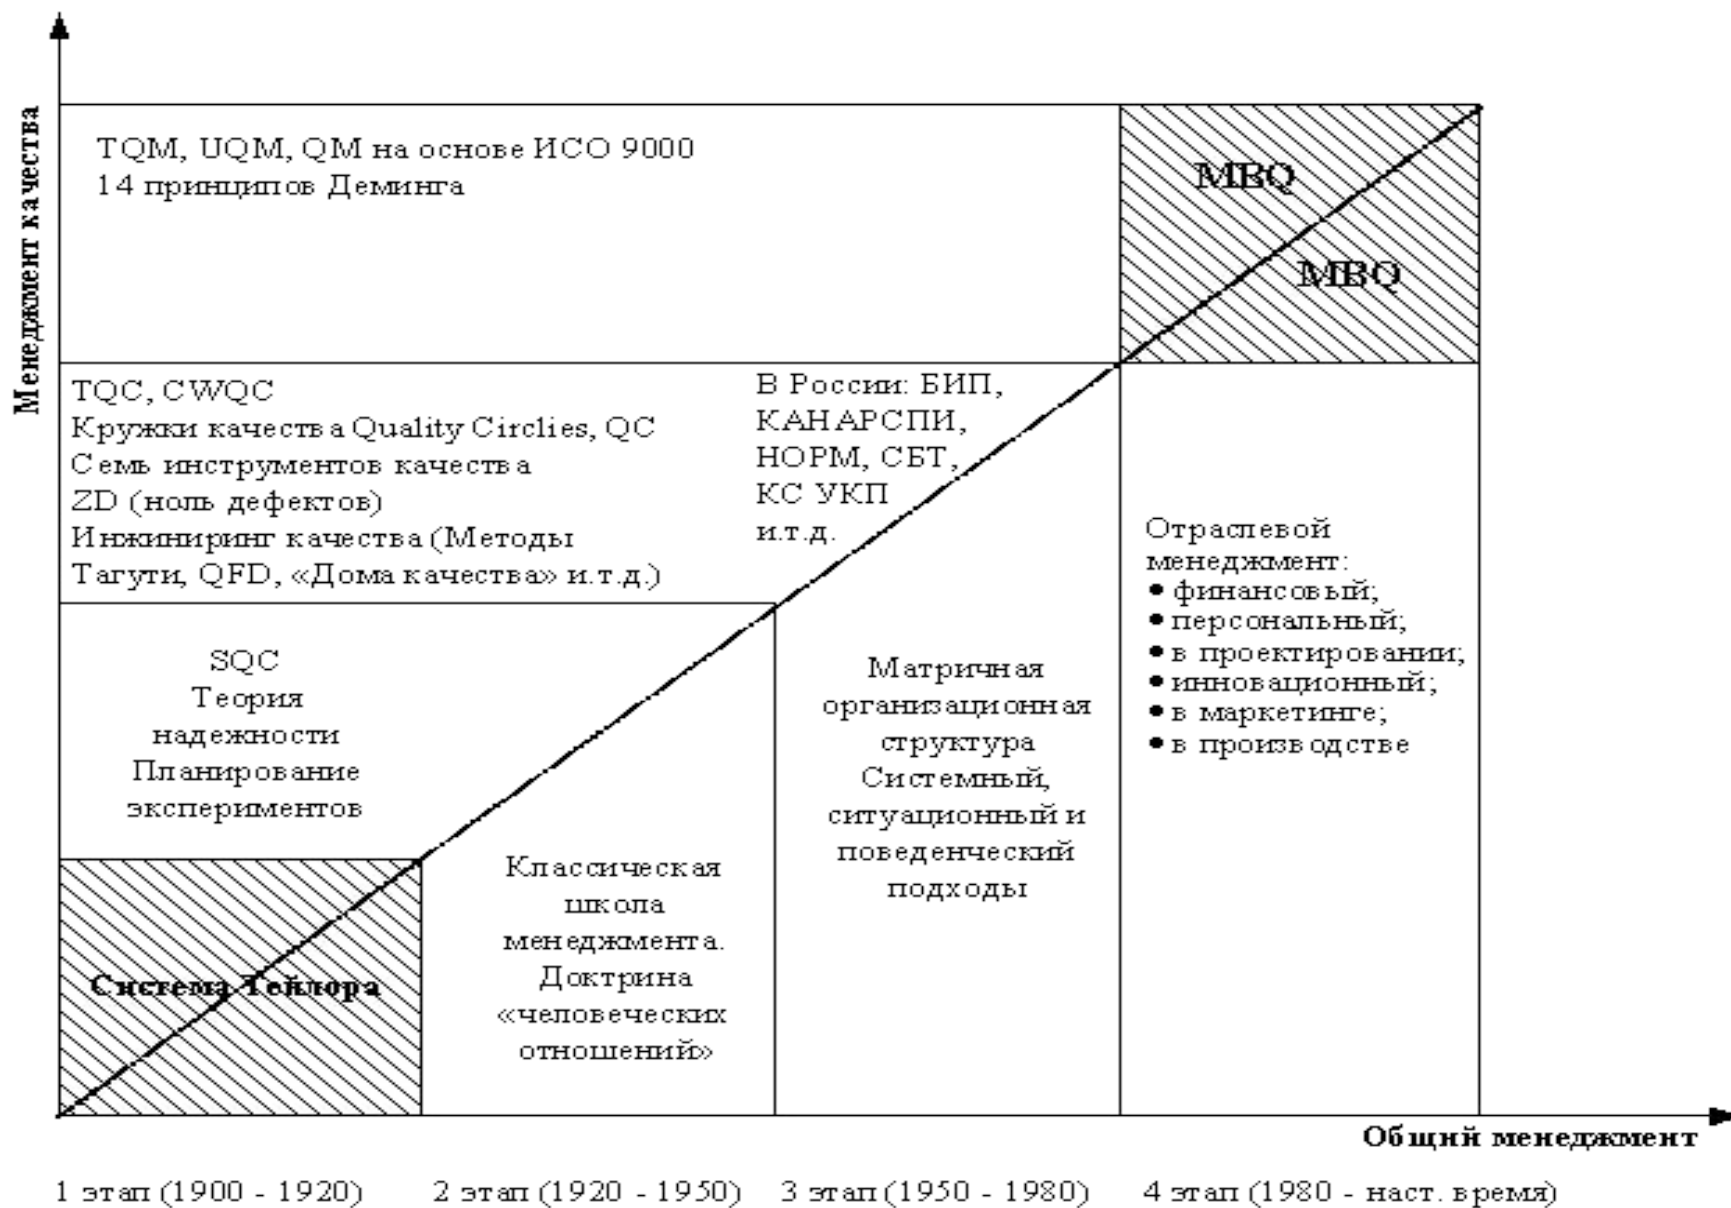 Менеджмент качества
TQM, UQM, QM на основе ИСО 9000
14 принципов Деминга
MBQ
MBQ
TQC, CWQC
Кружки качества Quality Circlies, QC
Семь инструментов качества
ZD (ноль дефектов)
Инжиниринг качества (Методы
Тагути, QFD, «Дома качества» и.т.д.)
В России: БИП,
КАНАРСПИ,
НОРМ, СБТ,
КС УКП
и.т.д.
SQC
Теория
надежности
Планирование
экспериментов
Матричная
организационная
структура
Системный,
ситуационный и
поведенческий
подходы
Отраслевой
менеджмент:
• финансовый;
• персональный;
• в проектировании;
• инновационный;
• в маркетинге;
• в производстве
Система Тейлора
Классическая
школа
менеджмента.
Доктрина
«человеческих
отношений»
Общий менеджмент
1 этап (1900 - 1920) 2 этап (1920 - 1950) 3 этап (1950 - 1980) 4 этап (1980 - наст. время)